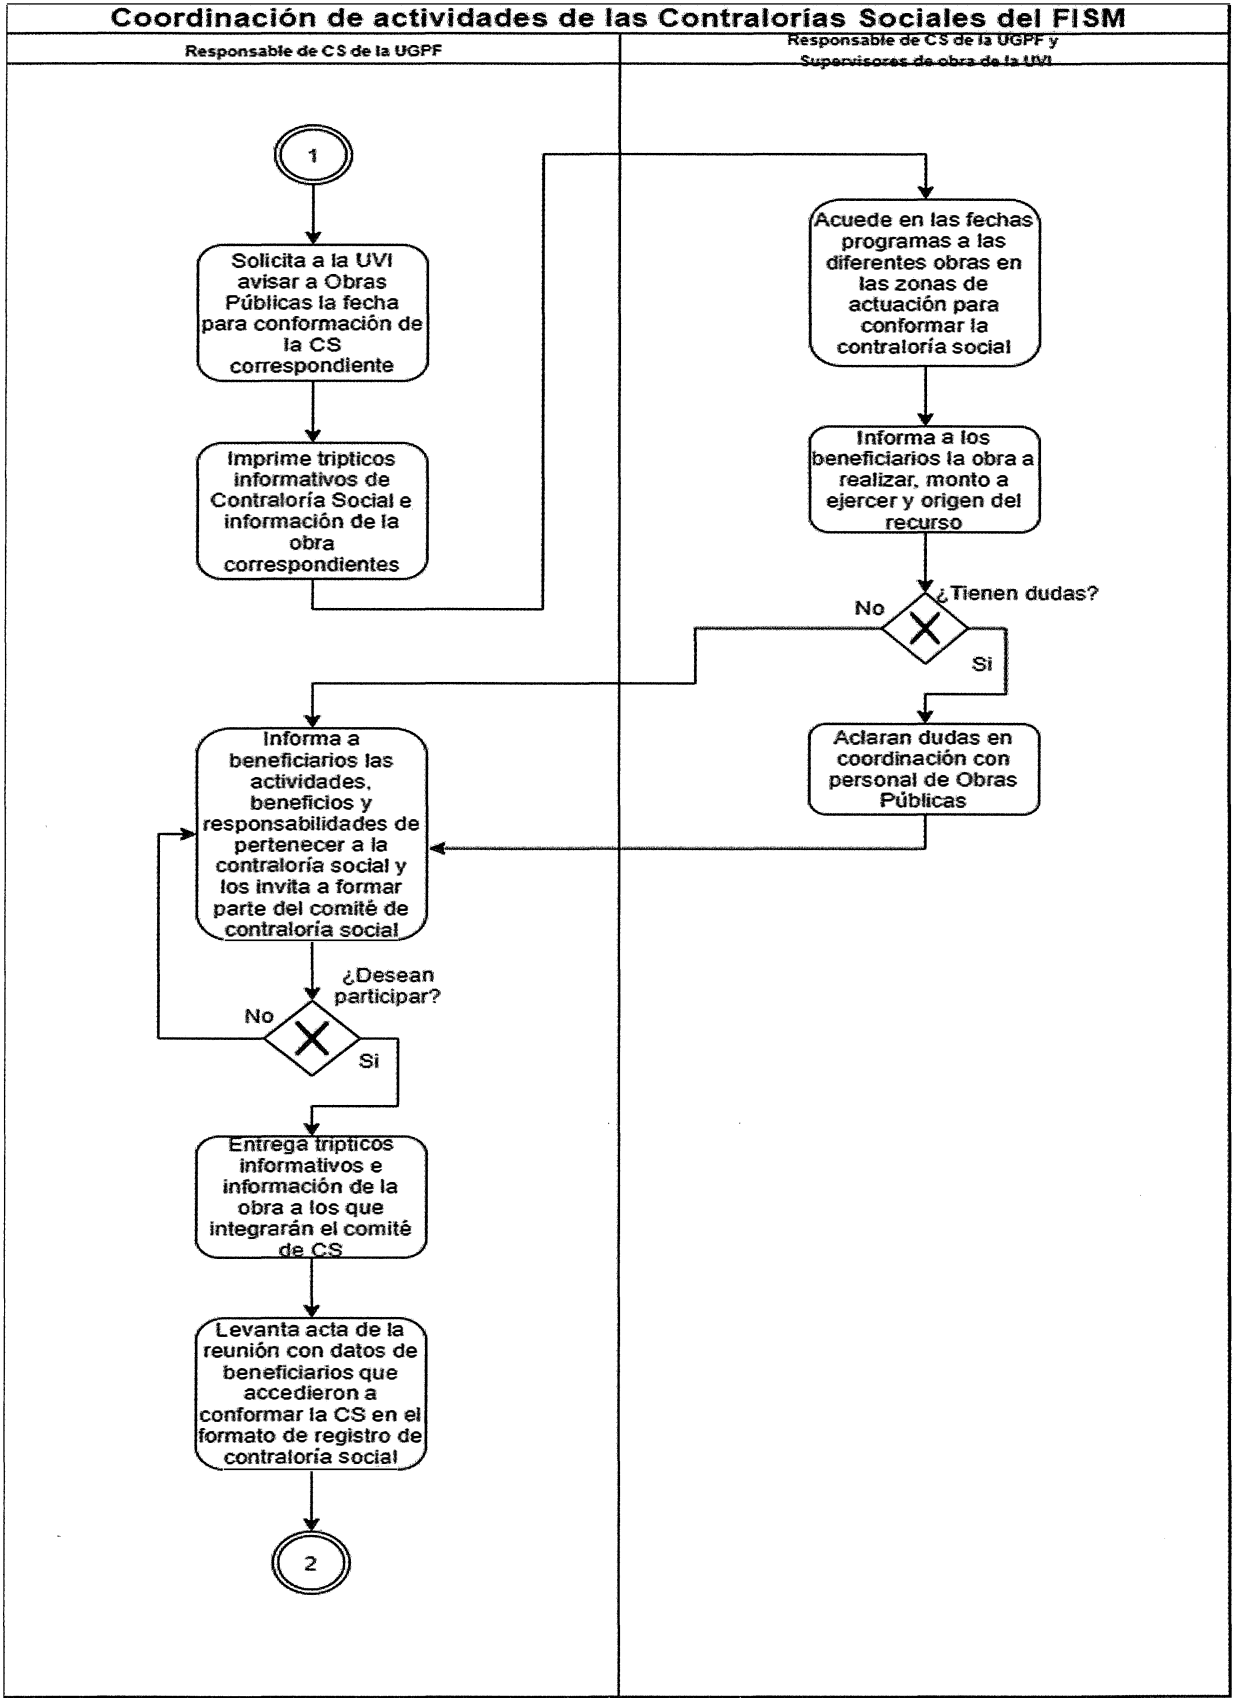 Coordinación de actividades de las Contralorías Sociales del FISM
Responsable de CS de la UGPF
Responsable de CS de la UGPF y
Supervisores de obra de la UVI
1
Solicita a la UVI
avisar a Obras
Públicas la fecha
para conformación de
la CS
correspondiente
Imprime tripticos
informativos de
Contraloría Social e
información de la
obra
correspondientes
Acuede en las fechas
programas a las
diferentes obras en
las zonas de
actuación para
conformar la
contraloría social
Informa a los
beneficiarios la obra a
realizar, monto a
ejercer y origen del
recurso
¿Tienen dudas?
No
Si
Aclaran dudas en
coordinación con
personal de Obras
Públicas
Informa a
beneficiarios las
actividades,
beneficios y
responsabilidades de
pertenecer a la
contraloría social y
los invita a formar
parte del comité de
contraloría social
¿Desean
participar?
No
Si
Entrega tripticos
informativos e
información de la
obra a los que
integrarán el comité
de CS
Levanta acta de la
reunión con datos de
beneficiarios que
accedieron a
conformar la CS en el
formato de registro de
contraloría social
2